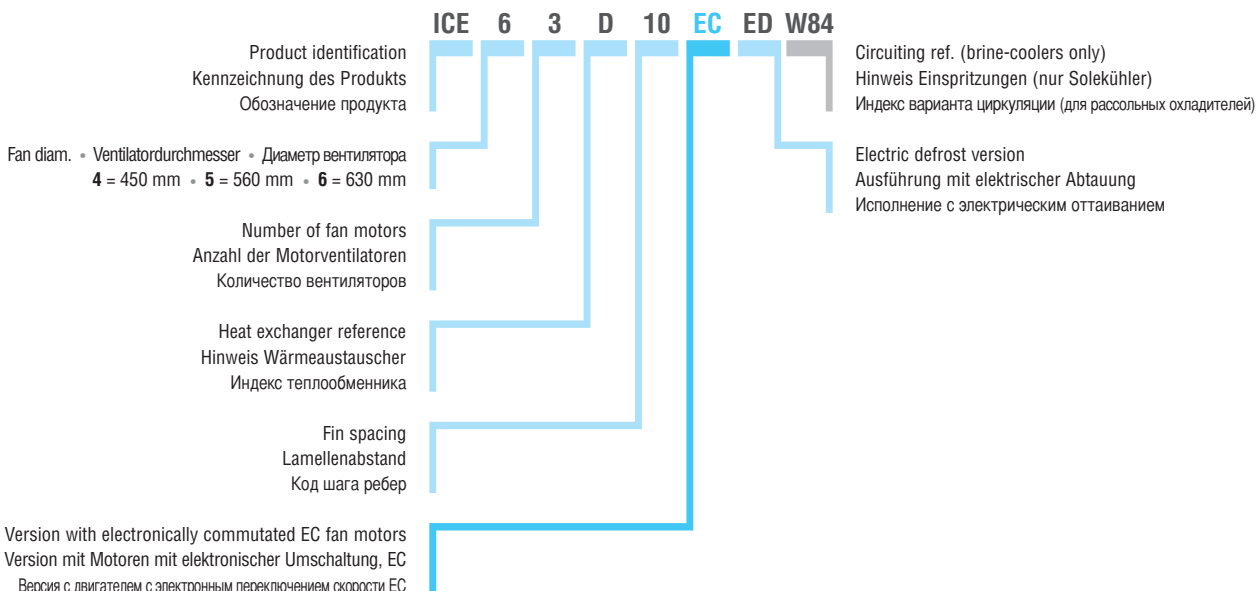 ICE 6 3 D 10 EC ED W84
Product identification
Kennzeichnung des Produkts
Обозначение продукта
Circuiting ref. (brine-coolers only)
Hinweis Einspritzungen (nur Solekühler)
Индекс варианта циркуляции (для рассольных охладителей)
Fan diam. • Ventilatordurchmesser • Диаметр вентилятора
4 = 450 mm • 5 = 560 mm • 6 = 630 mm
Electric defrost version
Ausführung mit elektrischer Abtauung
Исполнение с электрическим оттаиванием
Number of fan motors
Anzahl der Motorventilatoren
Количество вентиляторов
Heat exchanger reference
Hinweis Wärmeaustauscher
Индекс теплообменника
Fin spacing
Lamellenabstand
Код шага ребер
Version with electronically commutated EC fan motors
Version mit Motoren mit elektronischer Umschaltung, EC
Версия с двигателем с электронным переключением скорости EC